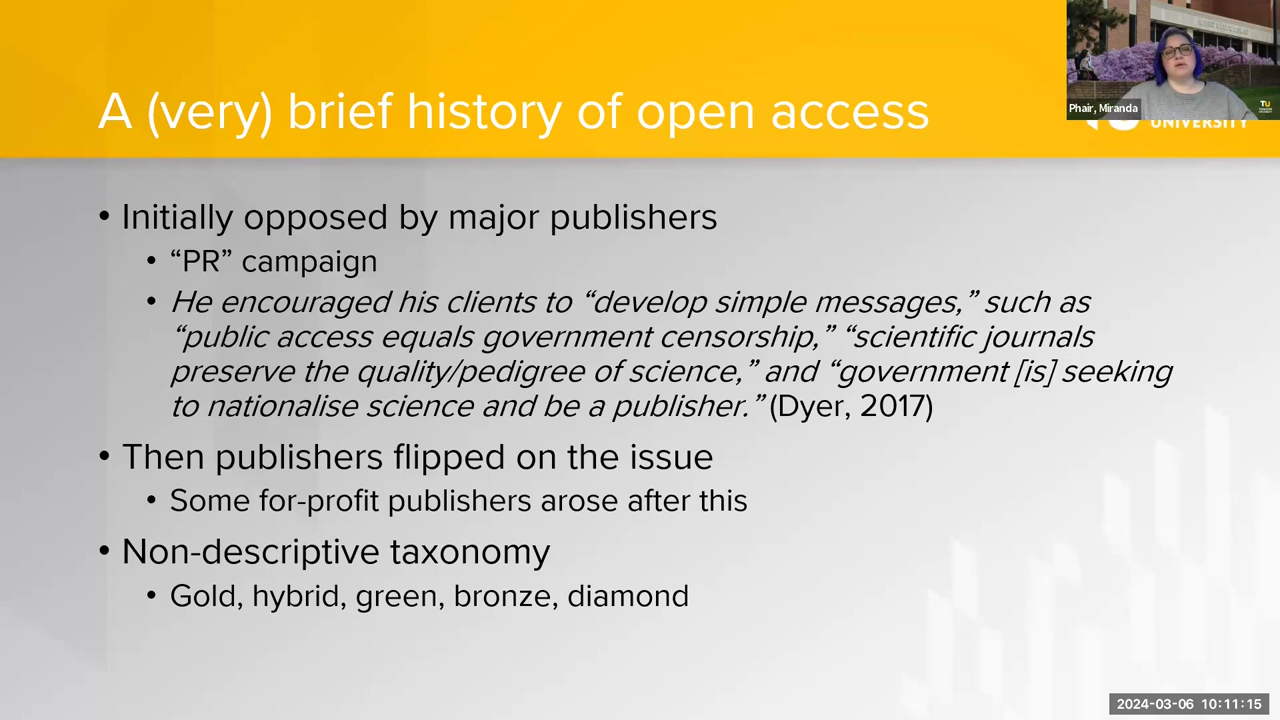 A (very) brief history of open access
Phair, Miranda
TU
UNIVERSITY
• Initially opposed by major publishers
• “PR” campaign
• He encouraged his clients to “develop simple messages,” such as
“public access equals government censorship,” “scientific journals
preserve the quality/pedigree of science,” and “government [is] seeking
to nationalise science and be a publisher.” (Dyer, 2017)
• Then publishers flipped on the issue
• Some for-profit publishers arose after this
• Non-descriptive taxonomy
• Gold, hybrid, green, bronze, diamond
2024-03-06 10:11:15